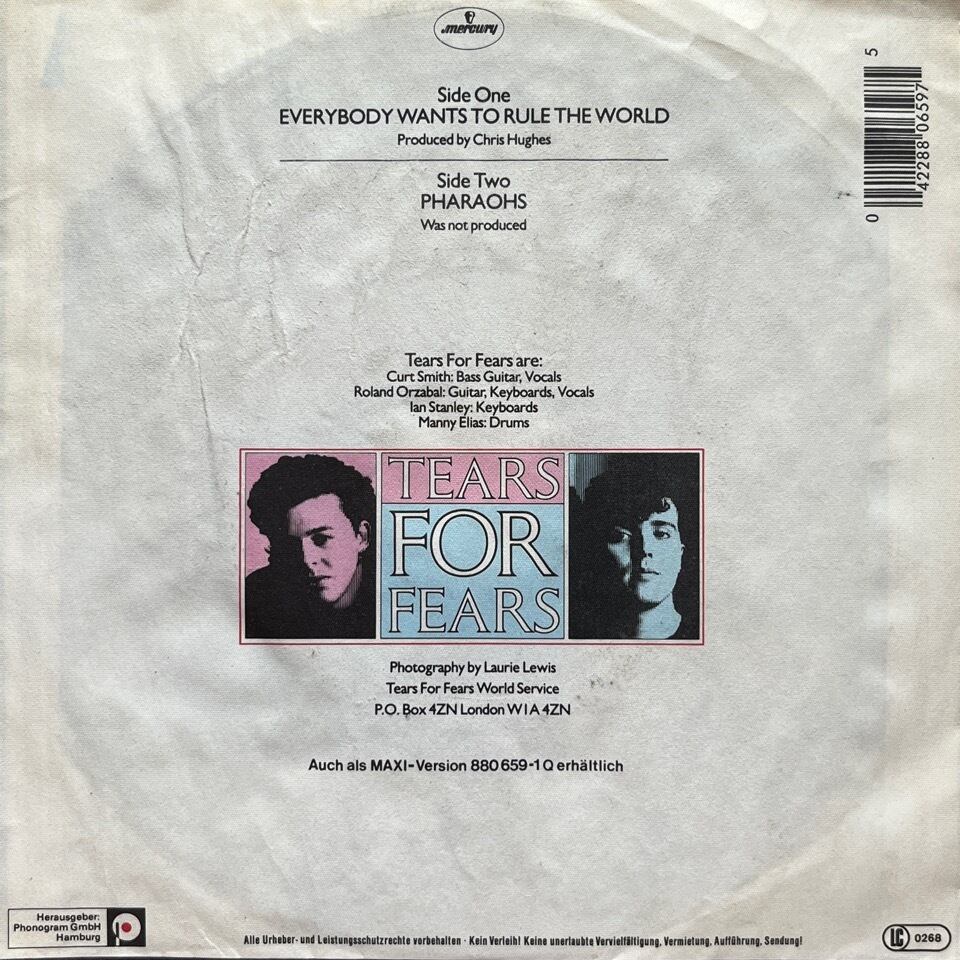 mercury
Side One
EVERYBODY WANTS TO RULE THE WORLD
Produced by Chris Hughes
Side Two
PHARAOHS
Was not produced
0 42288 06597 5
Tears For Fears are:
Curt Smith: Bass Guitar, Vocals
Roland Orzabal: Guitar, Keyboards, Vocals
Ian Stanley: Keyboards
Manny Elias: Drums
TEARS
FOR
FEARS
Photography by Laurie Lewis
Tears For Fears World Service
P.O. Box 4ZN London W1A 4ZN
Auch als MAXI-Version 880 659-1 Q erhältlich
Herausgeber:
Phonogram GmbH
Hamburg
Alle Urheber- und Leistungsschutzrechte vorbehalten · Kein Verleih! Keine unerlaubte Vervielfältigung, Vermietung, Aufführung, Sendung!
LC 0268